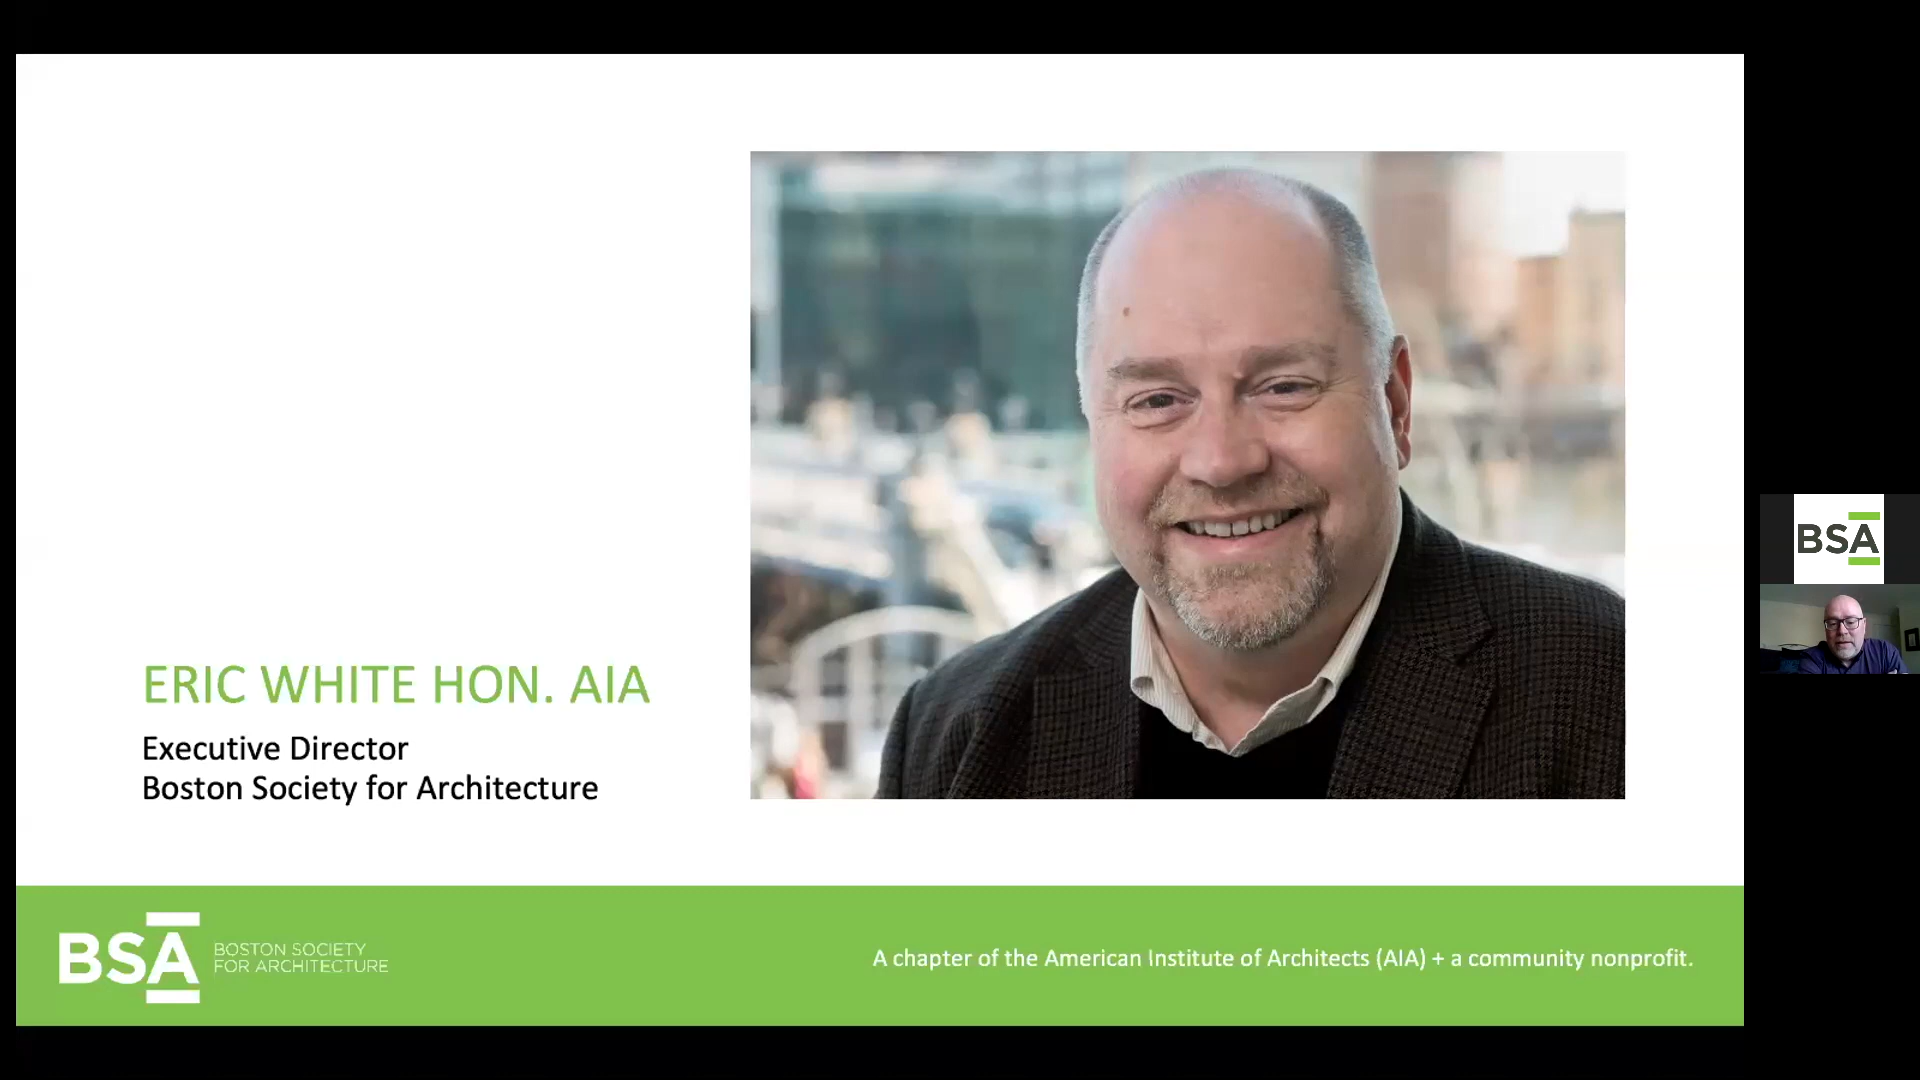 ERIC WHITE HON. AIA
Executive Director
Boston Society for Architecture
BSA
BOSTON SOCIETY
FOR ARCHITECTURE
A chapter of the American Institute of Architects (AIA) + a community nonprofit.
BSA